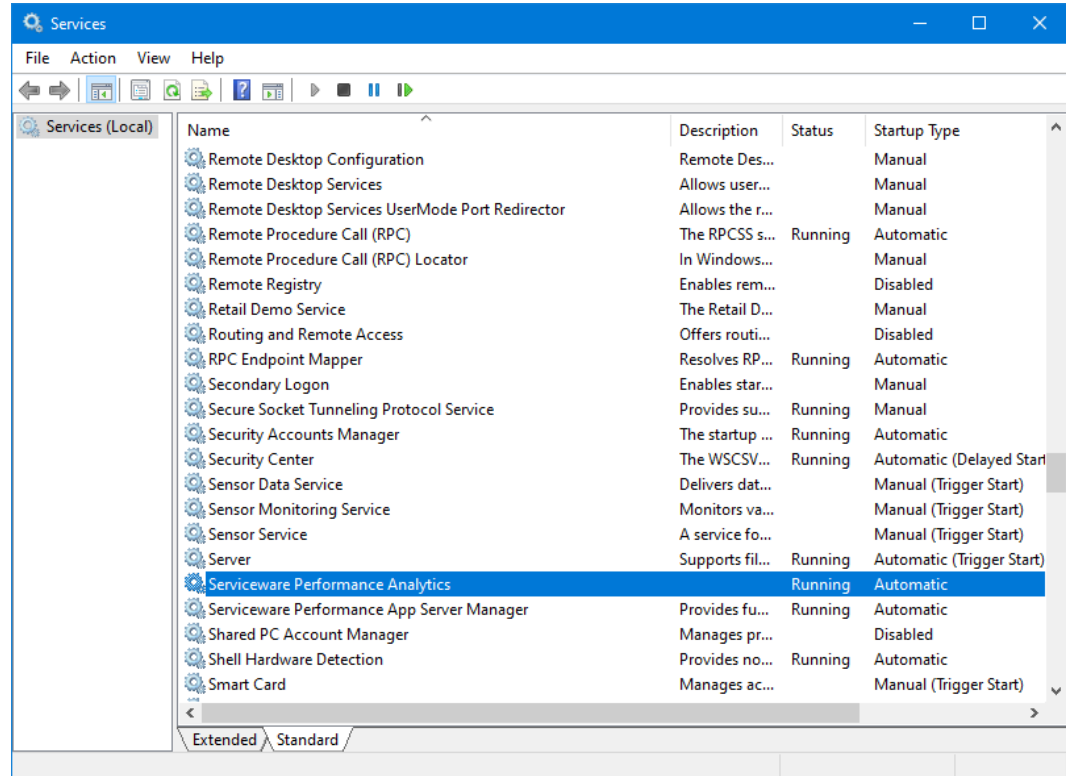 Services
File Action View Help
Services (Local)
Name Description Status Startup Type
Remote Desktop Configuration Remote Des... Manual
Remote Desktop Services Allows user... Manual
Remote Desktop Services UserMode Port Redirector Allows the r... Manual
Remote Procedure Call (RPC) The RPCSS s... Running Automatic
Remote Procedure Call (RPC) Locator In Windows... Manual
Remote Registry Enables rem... Disabled
Retail Demo Service The Retail D... Manual
Routing and Remote Access Offers routi... Disabled
RPC Endpoint Mapper Resolves RP... Running Automatic
Secondary Logon Enables star... Manual
Secure Socket Tunneling Protocol Service Provides su... Running Manual
Security Accounts Manager The startup ... Running Automatic
Security Center The WSCSV... Running Automatic (Delayed Start
Sensor Data Service Delivers dat... Manual (Trigger Start)
Sensor Monitoring Service Monitors va... Manual (Trigger Start)
Sensor Service A service fo... Manual (Trigger Start)
Server Supports fil... Running Automatic (Trigger Start)
Serviceware Performance Analytics Running Automatic
Serviceware Performance App Server Manager Provides fu... Running Automatic
Shared PC Account Manager Manages pr... Disabled
Shell Hardware Detection Provides no... Running Automatic
Smart Card Manages ac... Manual (Trigger Start)
Extended Standard